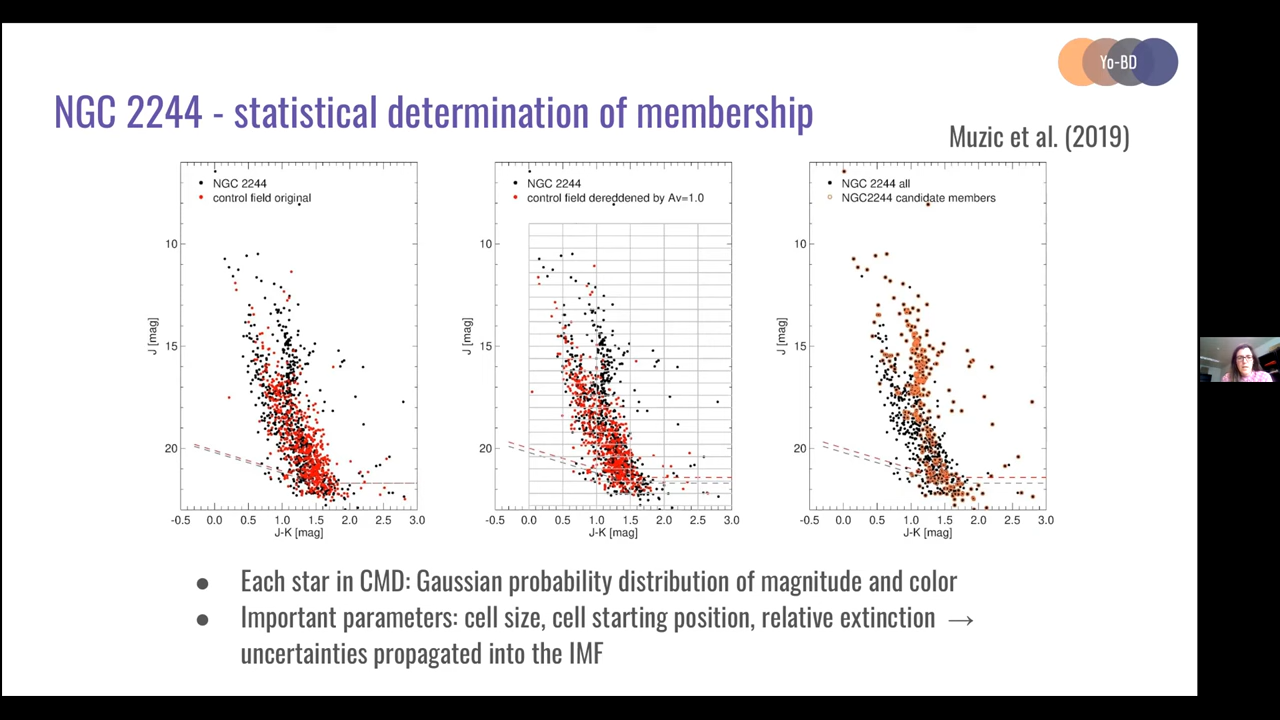 Yo-BD
NGC 2244 - statistical determination of membership
Muzic et al. (2019)
NGC 2244
control field original
10
15
20
J [mag]
-0.5 0.0 0.5 1.0 1.5 2.0 2.5 3.0
J-K [mag]
NGC 2244
control field dereddened by Av=1.0
10
15
20
J [mag]
-0.5 0.0 0.5 1.0 1.5 2.0 2.5 3.0
J-K [mag]
NGC 2244 all
NGC2244 candidate members
10
15
20
J [mag]
-0.5 0.0 0.5 1.0 1.5 2.0 2.5 3.0
J-K [mag]
● Each star in CMD: Gaussian probability distribution of magnitude and color
● Important parameters: cell size, cell starting position, relative extinction →
uncertainties propagated into the IMF